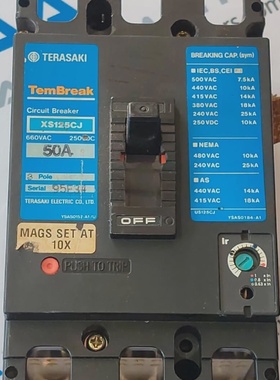 TERASAKI
TemBreak
Circuit Breaker
XS125CJ
660VAC 250VDC
50A
3 Pole
Serial
TERASAKI ELECTRIC CO., LTD.
MAGS SET AT
10X
PUSH TO TRIP
OFF
BREAKING CAP. (sym)
IEC,BS,CEI
500VAC 7.5kA
440VAC 10kA
415VAC 14kA
380VAC 18kA
240VAC 25kA
250VDC 10kA
NEMA
480VAC 10kA
240VAC 25kA
AS
440VAC 14kA
415VAC 18kA
Ir